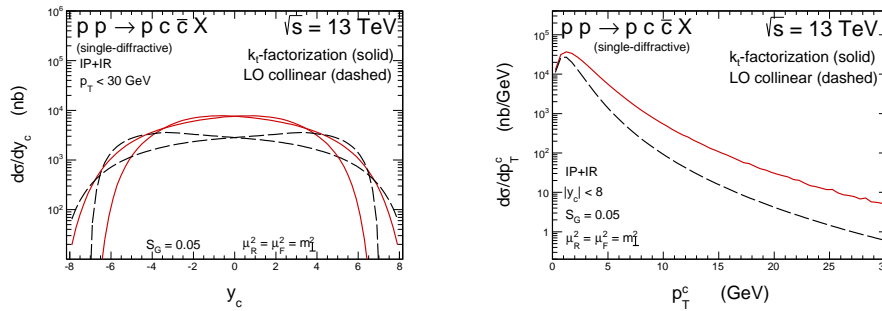 p p → p c c̄ X
√s = 13 TeV
(single-diffractive)
IP+IR
p_T < 30 GeV
k_t-factorization (solid)
LO collinear (dashed)
dσ/dy_c (nb)
10^6
10^5
10^4
10^3
10^2
S_G = 0.05
μ_R^2 = μ_F^2 = m_⊥^2
-8 -6 -4 -2 0 2 4 6 8
y_c
p p → p c c̄ X
√s = 13 TeV
(single-diffractive)
k_t-factorization (solid)
LO collinear (dashed)
dσ/dp_T^c (nb/GeV)
10^5
10^4
10^3
10^2
10
1
IP+IR
|y_c| < 8
S_G = 0.05
μ_R^2 = μ_F^2 = m_⊥^2
0 5 10 15 20 25 30
p_T^c (GeV)